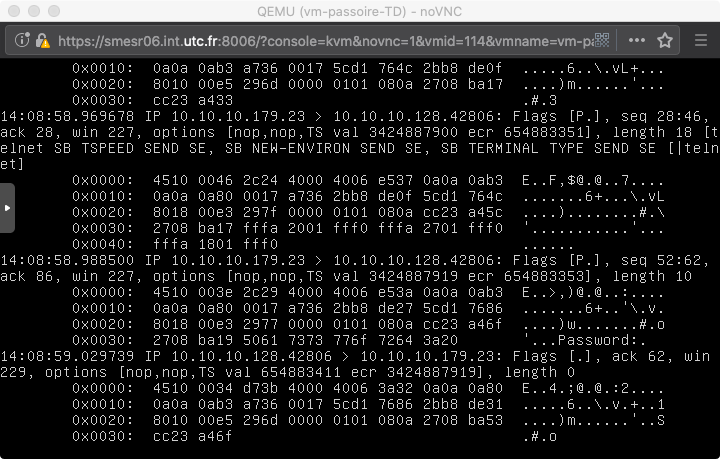 QEMU (vm-passoire-TD) - noVNC
https://smesr06.int.utc.fr:8006/?console=kvm&novnc=1&vmid=114&vmname=vm-pa
0x0010: 0a0a 0ab3 a736 0017 5cd1 764c 2bb8 de0f .....6..\.vL+...
0x0020: 8010 00e5 296d 0000 0101 080a 2708 ba17 ....)m......'...
0x0030: cc23 a433 .#.3
14:08:58.969678 IP 10.10.10.179.23 > 10.10.10.128.42806: Flags [P.], seq 28:46,
ack 28, win 227, options [nop,nop,TS val 3424887900 ecr 654883351], length 18 [t
elnet SB TSPEED SEND SE, SB NEW-ENVIRON SEND SE, SB TERMINAL TYPE SEND SE [|teln
et]
0x0000: 4510 0046 2c24 4000 4006 e537 0a0a 0ab3 E..F,$@.@..7....
0x0010: 0a0a 0a80 0017 a736 2bb8 de0f 5cd1 764c .......6+...\.vL
0x0020: 8018 00e3 297f 0000 0101 080a cc23 a45c ....)........#.\
0x0030: 2708 ba17 fffa 2001 fff0 fffa 2701 fff0 '...........'...
0x0040: fffa 1801 fff0 ......
14:08:58.988500 IP 10.10.10.179.23 > 10.10.10.128.42806: Flags [P.], seq 52:62,
ack 86, win 227, options [nop,nop,TS val 3424887919 ecr 654883353], length 10
0x0000: 4510 003e 2c29 4000 4006 e53a 0a0a 0ab3 E..>,)@.@..:....
0x0010: 0a0a 0a80 0017 a736 2bb8 de27 5cd1 7686 .......6+..'\.v.
0x0020: 8018 00e3 2977 0000 0101 080a cc23 a46f ....)w.......#.o
0x0030: 2708 ba19 5061 7373 776f 7264 3a20 '...Password:.
14:08:59.029739 IP 10.10.10.128.42806 > 10.10.10.179.23: Flags [.], ack 62, win
229, options [nop,nop,TS val 654883411 ecr 3424887919], length 0
0x0000: 4510 0034 d73b 4000 4006 3a32 0a0a 0a80 E..4.;@.@.:2....
0x0010: 0a0a 0ab3 a736 0017 5cd1 7686 2bb8 de31 .....6..\.v.+..1
0x0020: 8010 00e5 296d 0000 0101 080a 2708 ba53 ....)m......'..S
0x0030: cc23 a46f .#.o